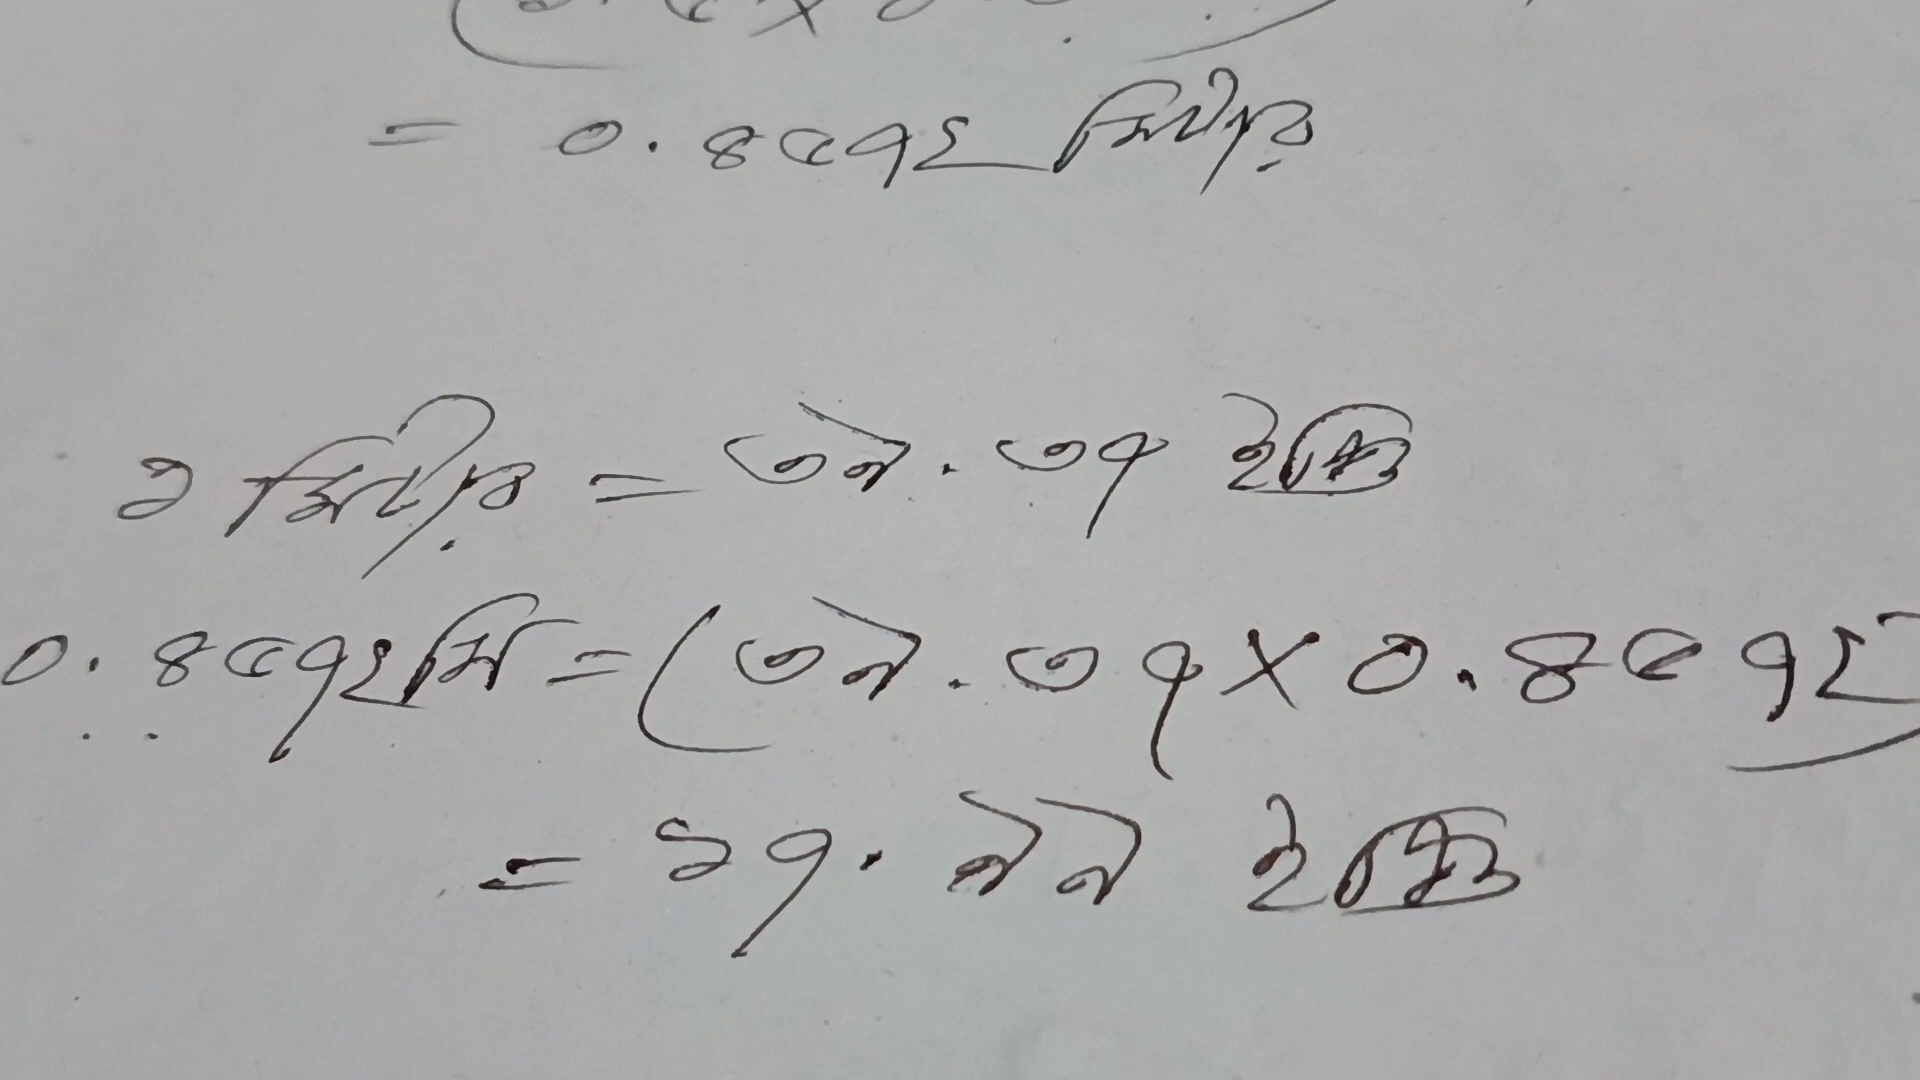 = ০.৪৫৭২ মিটার
১ মিটার = ৩৯.৩৭ ইঞ্চি
০.৪৫৭২মি = (৩৯.৩৭ × ০.৪৫৭২)
= ১৭.৯৯ ইঞ্চি